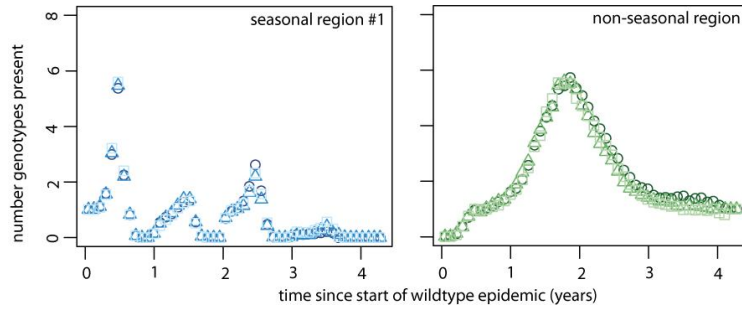 seasonal region #1
non-seasonal region
number genotypes present
8
6
4
2
0
0 1 2 3 4
0 1 2 3 4
time since start of wildtype epidemic (years)